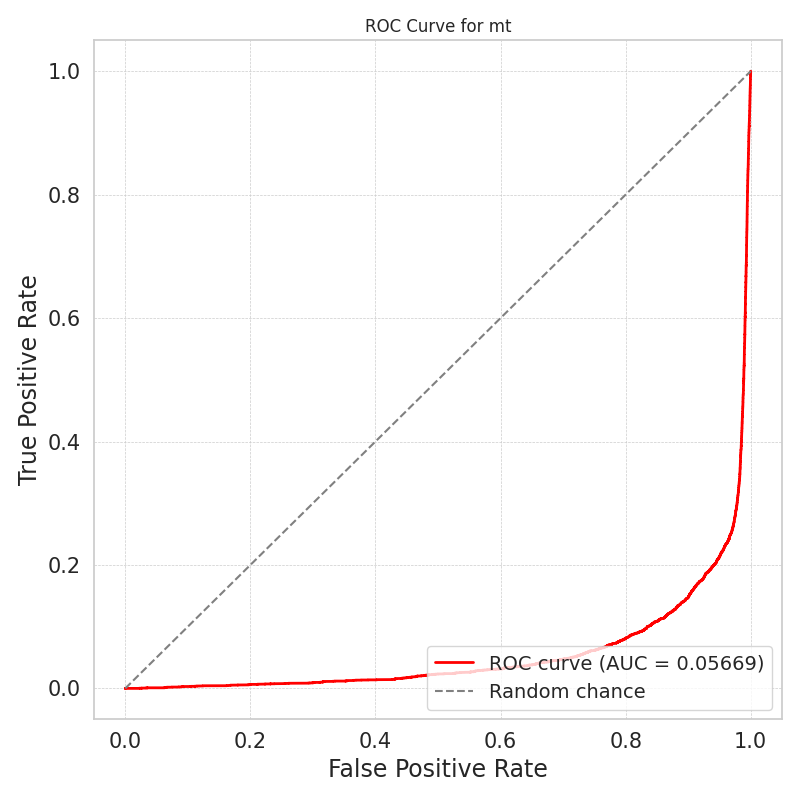 ROC Curve for mt
True Positive Rate
1.0
0.8
0.6
0.4
0.2
0.0
ROC curve (AUC = 0.05669)
Random chance
0.0 0.2 0.4 0.6 0.8 1.0
False Positive Rate